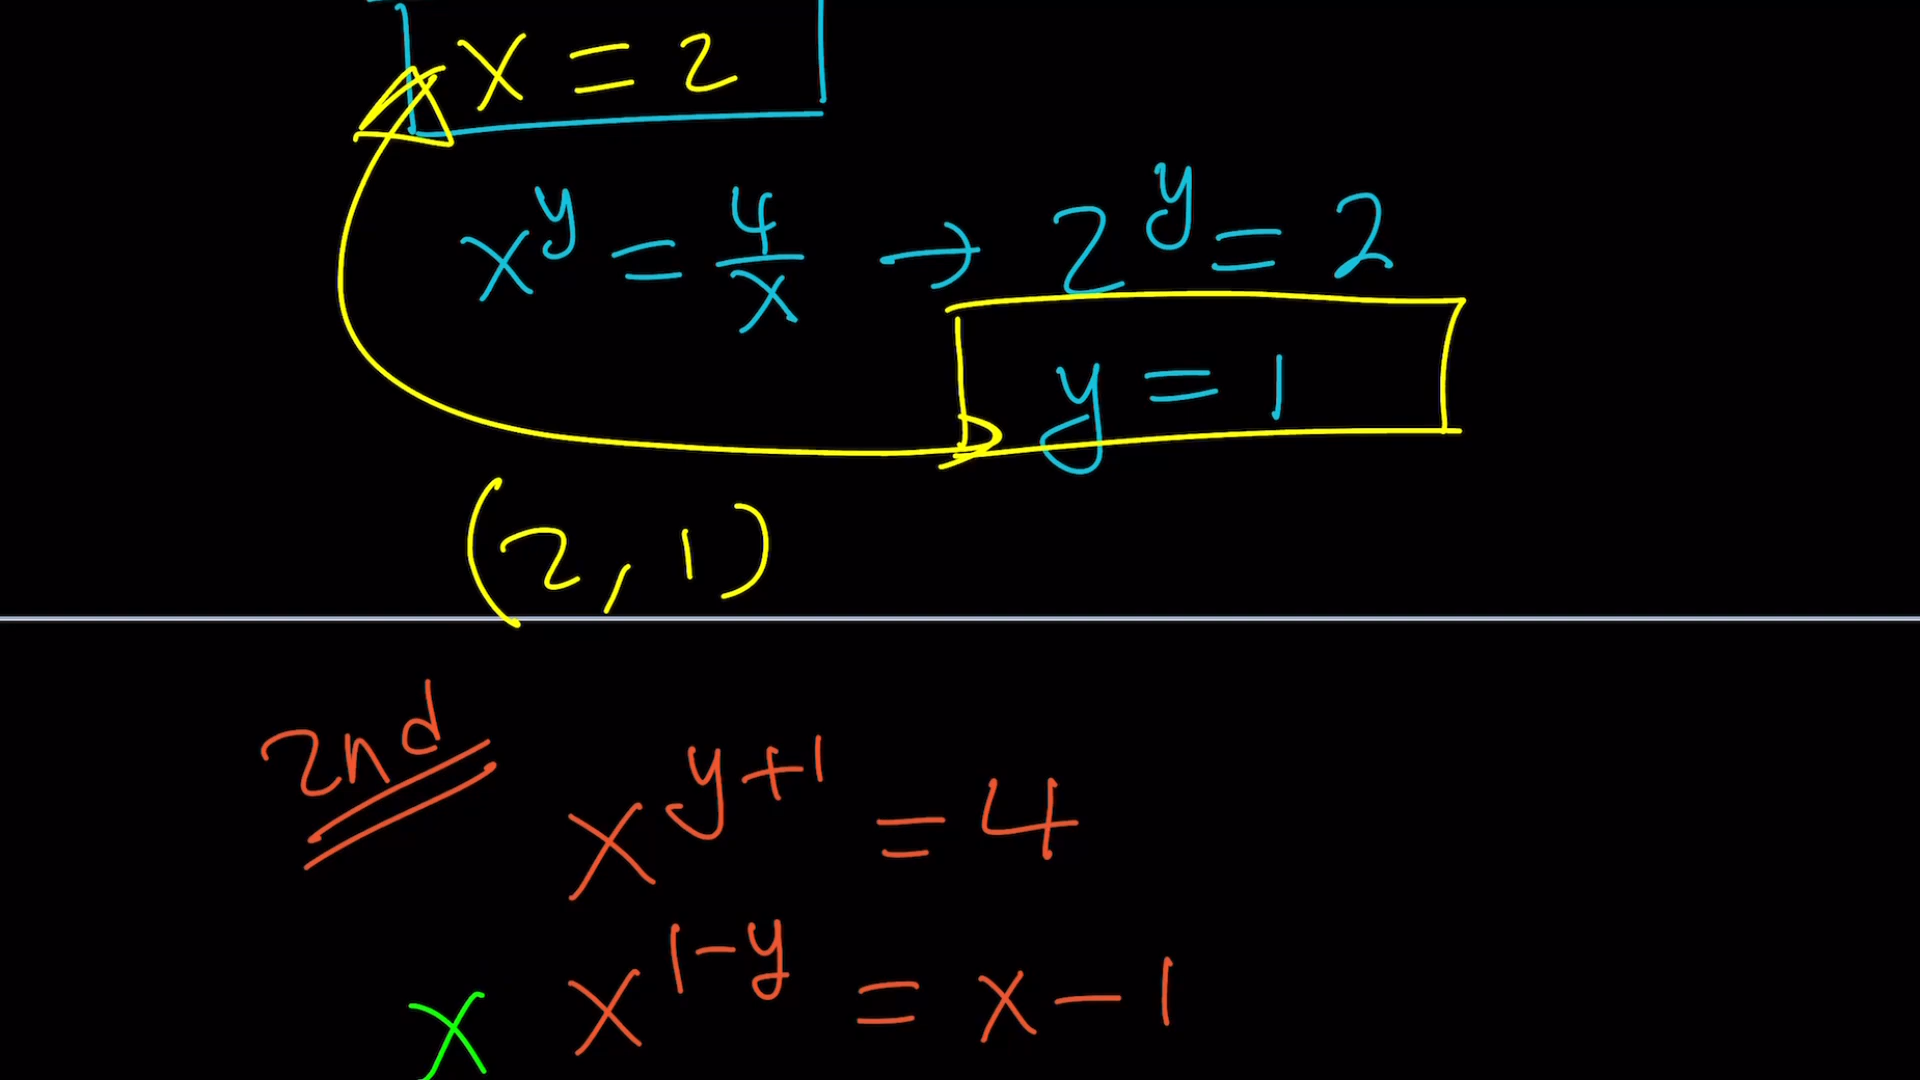 x = 2
x^y = 4/x → 2^y = 2
y = 1
(2, 1)
2nd
x^{y+1} = 4
x^{1-y} = x - 1
x